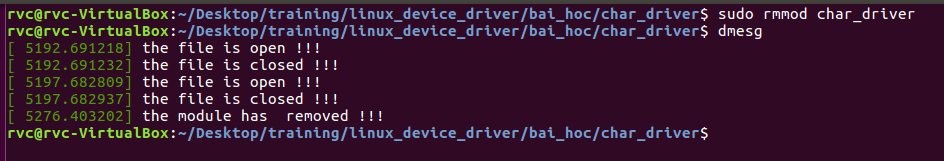 rvc@rvc-VirtualBox:~/Desktop/training/linux_device_driver/bai_hoc/char_driver$ sudo rmmod char_driver
rvc@rvc-VirtualBox:~/Desktop/training/linux_device_driver/bai_hoc/char_driver$ dmesg
[ 5192.691218] the file is open !!!
[ 5192.691232] the file is closed !!!
[ 5197.682809] the file is open !!!
[ 5197.682937] the file is closed !!!
[ 5276.403202] the module has  removed !!!
rvc@rvc-VirtualBox:~/Desktop/training/linux_device_driver/bai_hoc/char_driver$